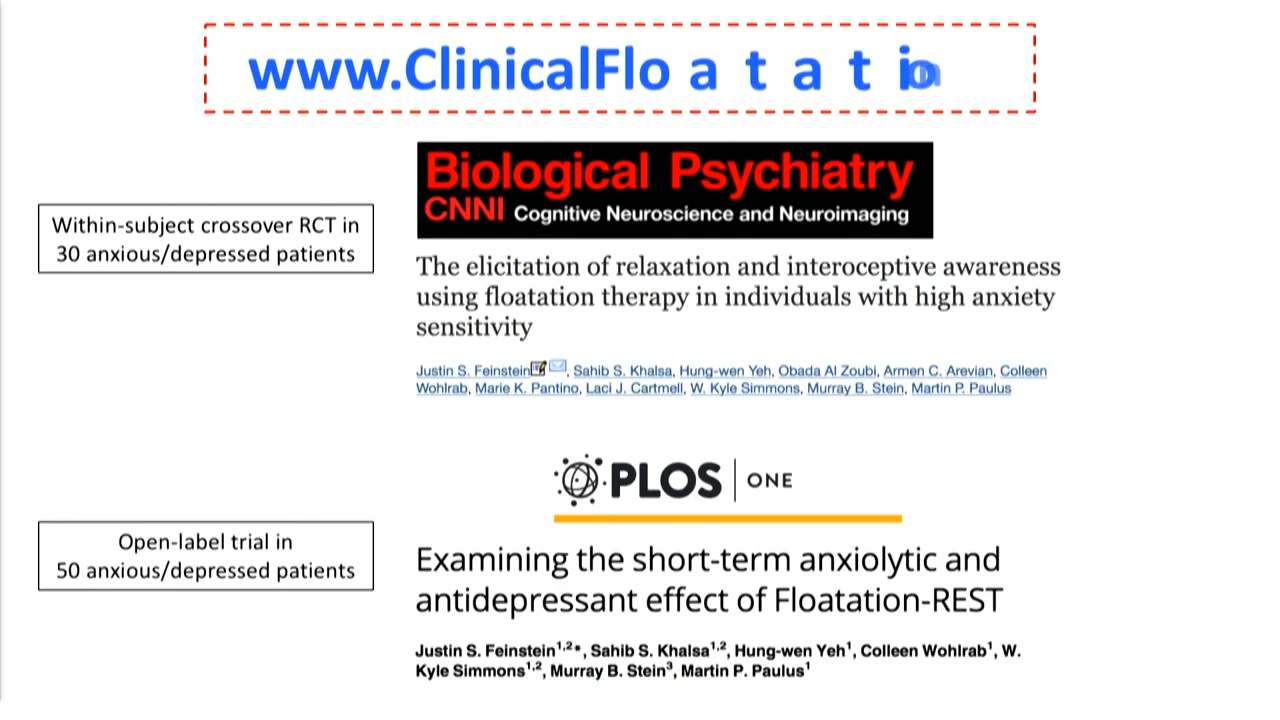 www.ClinicalFlo a t a t io
Biological Psychiatry
CNNI Cognitive Neuroscience and Neuroimaging
Within-subject crossover RCT in
30 anxious/depressed patients
The elicitation of relaxation and interoceptive awareness
using floatation therapy in individuals with high anxiety
sensitivity
Justin S. Feinstein, Sahib S. Khalsa, Hung-wen Yeh, Obada Al Zoubi, Armen C. Arevian, Colleen
Wohlrab, Marie K. Pantino, Laci J. Cartmell, W. Kyle Simmons, Murray B. Stein, Martin P. Paulus
PLOS ONE
Open-label trial in
50 anxious/depressed patients
Examining the short-term anxiolytic and
antidepressant effect of Floatation-REST
Justin S. Feinstein1,2*, Sahib S. Khalsa1,2, Hung-wen Yeh1, Colleen Wohlrab1, W.
Kyle Simmons1,2, Murray B. Stein3, Martin P. Paulus1